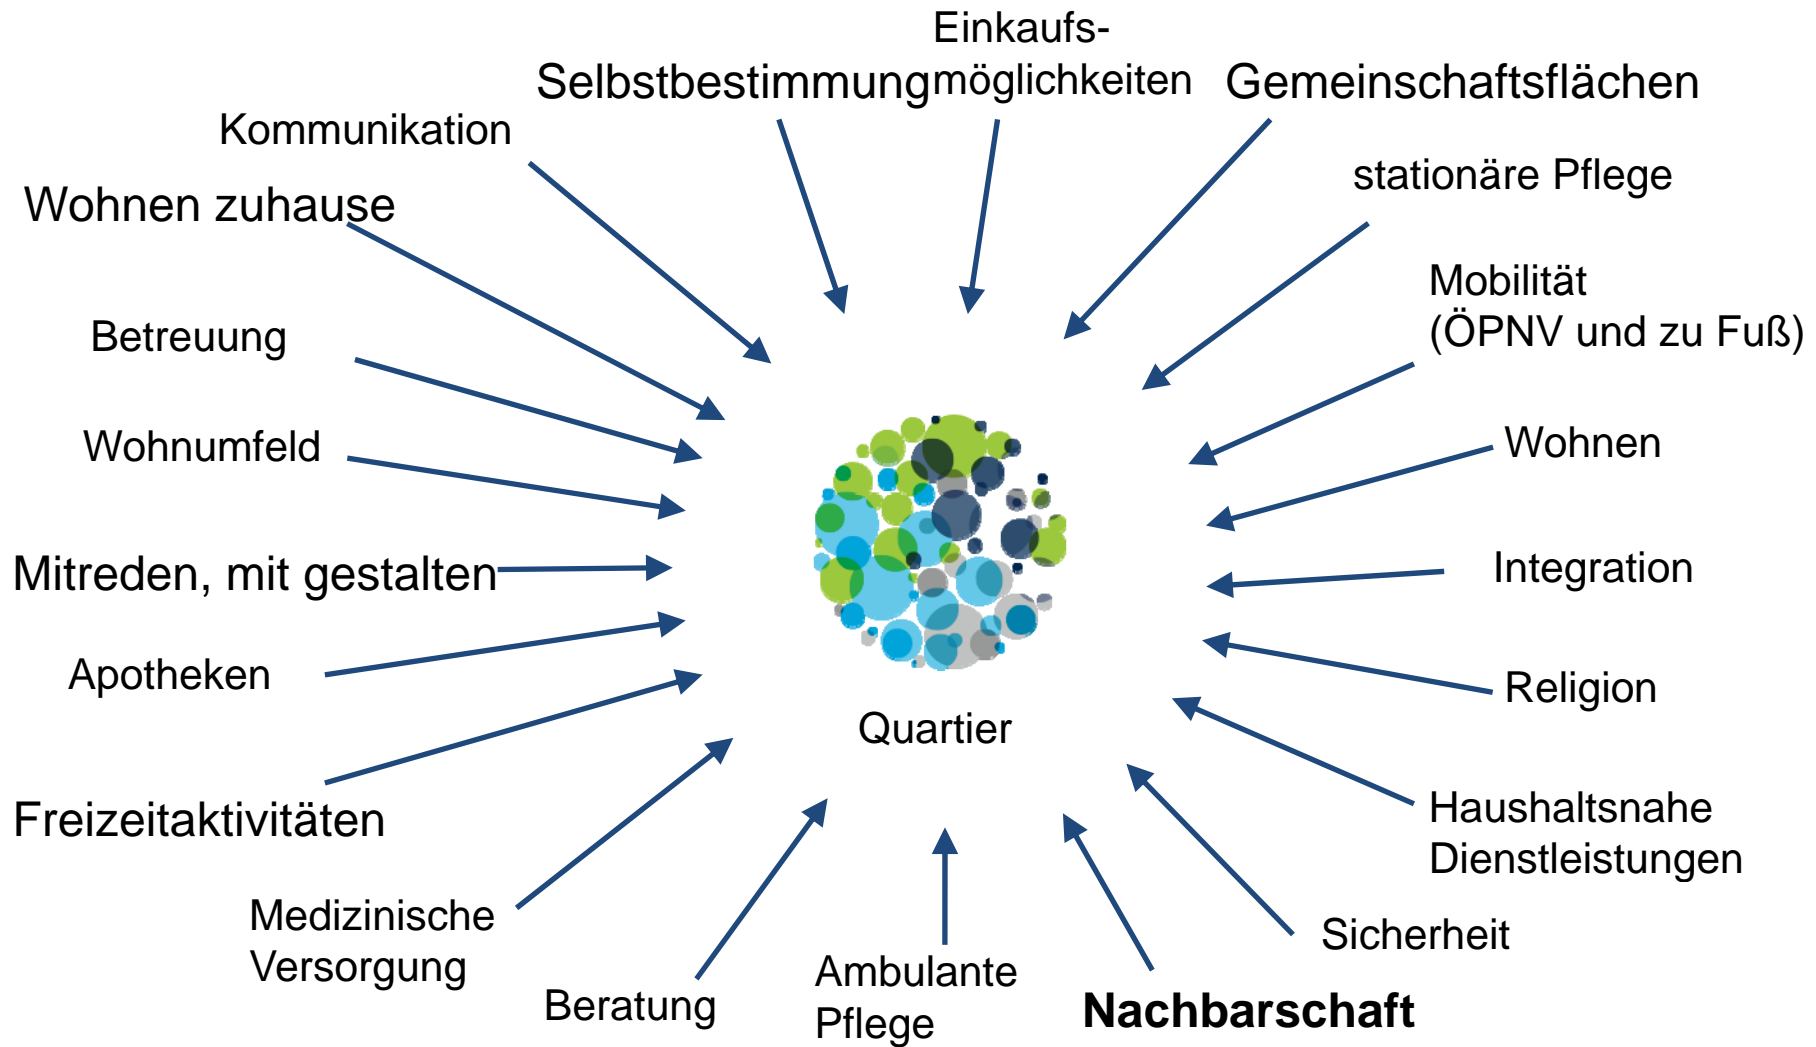 Einkaufs-
Selbstbestimmung möglichkeiten Gemeinschaftsflächen
Kommunikation
stationäre Pflege
Wohnen zuhause
Mobilität
(ÖPNV und zu Fuß)
Betreuung
Wohnumfeld
Wohnen
Mitreden, mit gestalten
Integration
Apotheken
Religion
Quartier
Freizeitaktivitäten
Haushaltsnahe
Dienstleistungen
Medizinische
Versorgung
Sicherheit
Beratung
Ambulante
Pflege
Nachbarschaft